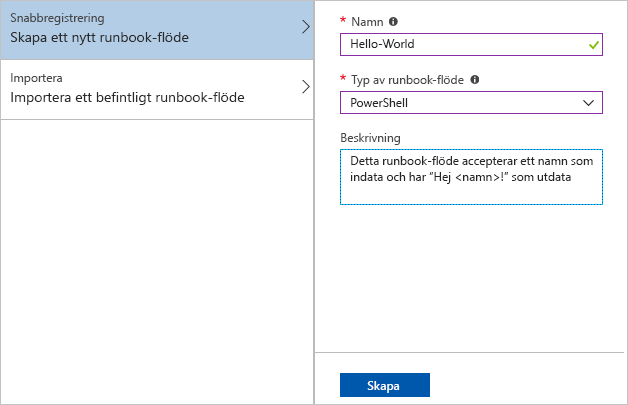 Snabbregistrering
Skapa ett nytt runbook-flöde
Importera
Importera ett befintligt runbook-flöde
* Namn
Hello-World
* Typ av runbook-flöde
PowerShell
Beskrivning
Detta runbook-flöde accepterar ett namn som
indata och har ”Hej <namn>!” som utdata
Skapa